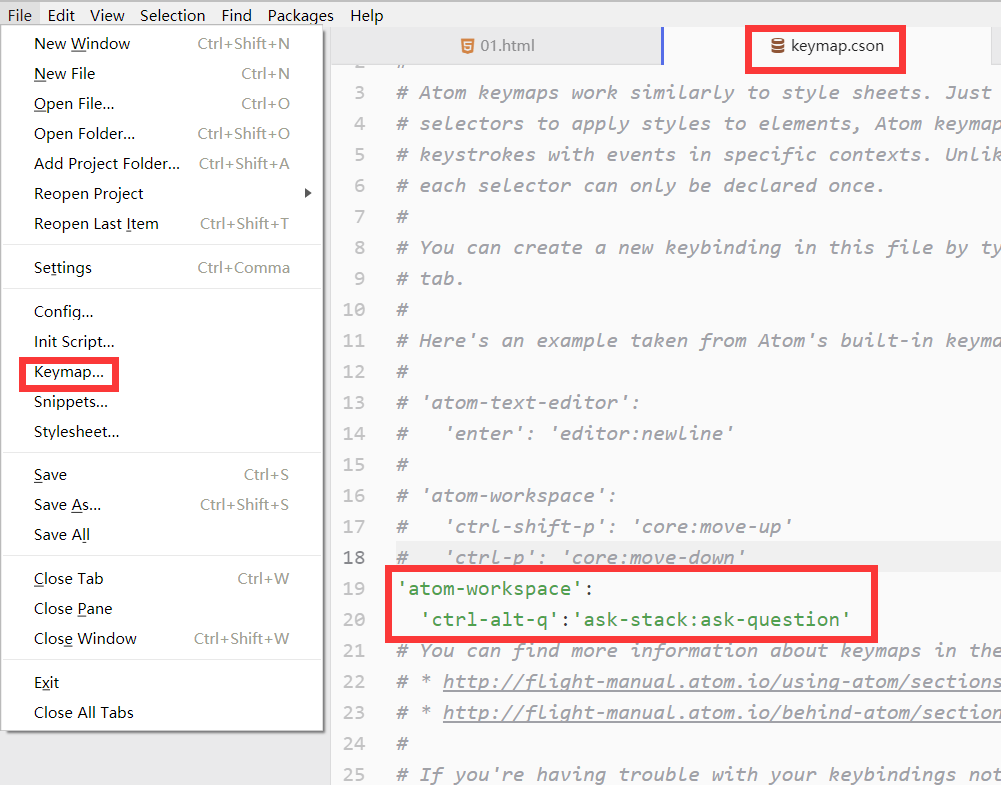 File Edit View Selection Find Packages Help
New Window Ctrl+Shift+N
New File Ctrl+N
Open File... Ctrl+O
Open Folder... Ctrl+Shift+O
Add Project Folder... Ctrl+Shift+A
Reopen Project
Reopen Last Item Ctrl+Shift+T
Settings Ctrl+Comma
Config...
Init Script...
Keymap...
Snippets...
Stylesheet...
Save Ctrl+S
Save As... Ctrl+Shift+S
Save All
Close Tab Ctrl+W
Close Pane
Close Window Ctrl+Shift+W
Exit
Close All Tabs
01.html
keymap.cson
2 #
3 # Atom keymaps work similarly to style sheets. Just
4 # selectors to apply styles to elements, Atom keymap
5 # keystrokes with events in specific contexts. Unlik
6 # each selector can only be declared once.
7 #
8 # You can create a new keybinding in this file by ty
9 # tab.
10 #
11 # Here's an example taken from Atom's built-in keyma
12 #
13 # 'atom-text-editor':
14 #   'enter': 'editor:newline'
15 #
16 # 'atom-workspace':
17 #   'ctrl-shift-p': 'core:move-up'
18 #   'ctrl-p': 'core:move-down'
19 'atom-workspace':
20   'ctrl-alt-q':'ask-stack:ask-question'
21 # You can find more information about keymaps in the
22 # * http://flight-manual.atom.io/using-atom/sections
23 # * http://flight-manual.atom.io/behind-atom/section
24 #
25 # If you're having trouble with your keybindings not